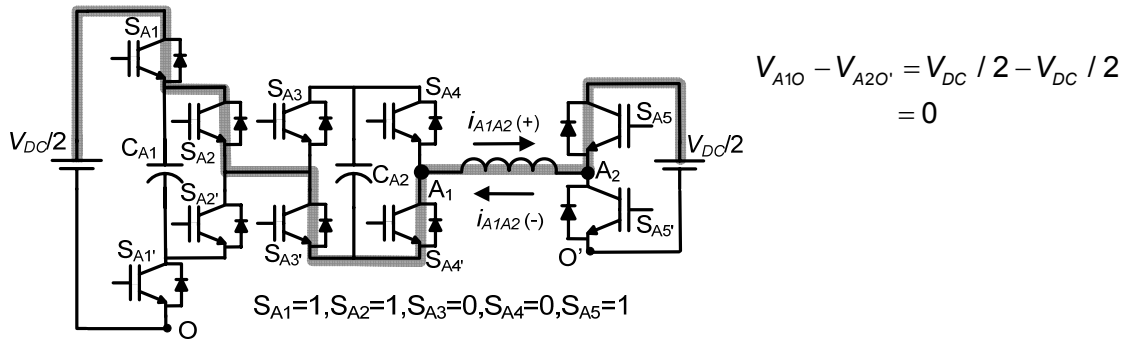 S_A1
V_DC/2
C_A1
S_A2
S_A2'
S_A1'
O
S_A3
S_A3'
C_A2
S_A4
A_1
S_A4'
i_A1A2 (+)
i_A1A2 (-)
A_2
S_A5
S_A5'
O'
V_DC/2
S_A1=1,S_A2=1,S_A3=0,S_A4=0,S_A5=1
V_A1O − V_A2O' = V_DC / 2 − V_DC / 2
= 0